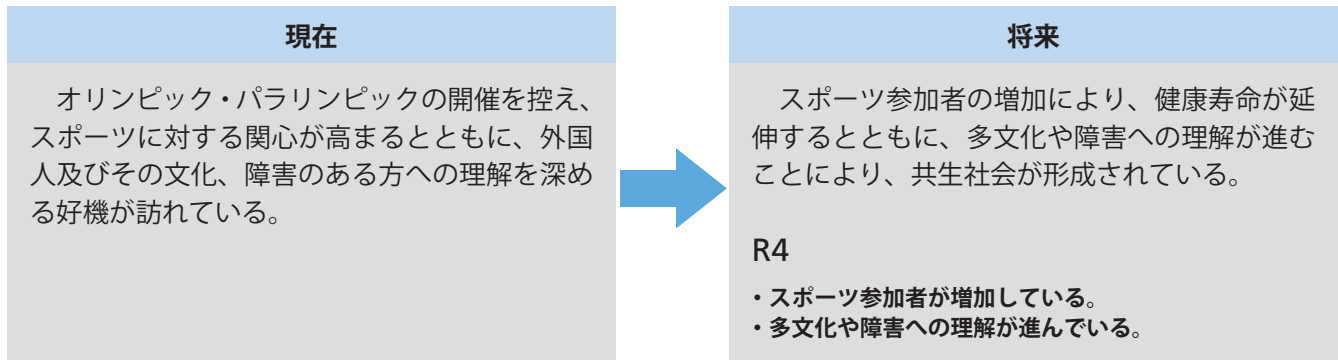 現在
オリンピック・パラリンピックの開催を控え、
スポーツに対する関心が高まるとともに、外国
人及びその文化、障害のある方への理解を深め
る好機が訪れている。
将来
スポーツ参加者の増加により、健康寿命が延
伸するとともに、多文化や障害への理解が進む
ことにより、共生社会が形成されている。
R4
・スポーツ参加者が増加している。
・多文化や障害への理解が進んでいる。